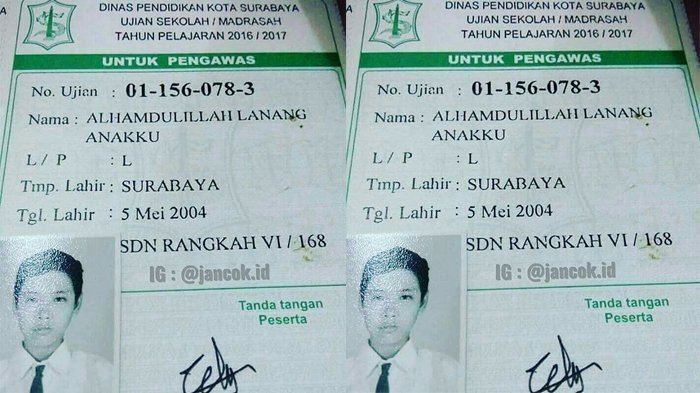 DINAS PENDIDIKAN KOTA SURABAYA
UJIAN SEKOLAH / MADRASAH
TAHUN PELAJARAN 2016 / 2017
UNTUK PENGAWAS
No. Ujian : 01-156-078-3
Nama : ALHAMDULILLAH LANANG
ANAKKU
L / P : L
Tmp. Lahir : SURABAYA
Tgl. Lahir : 5 Mei 2004
SDN RANGKAH VI / 168
IG : @jancok.id
Tanda tangan
Peserta
DINAS PENDIDIKAN KOTA SURABAYA
UJIAN SEKOLAH / MADRASAH
TAHUN PELAJARAN 2016 / 2017
UNTUK PENGAWAS
No. Ujian : 01-156-078-3
Nama : ALHAMDULILLAH LANANG
ANAKKU
L / P : L
Tmp. Lahir : SURABAYA
Tgl. Lahir : 5 Mei 2004
SDN RANGKAH VI / 168
IG : @jancok.id
Tanda tangan
Peserta